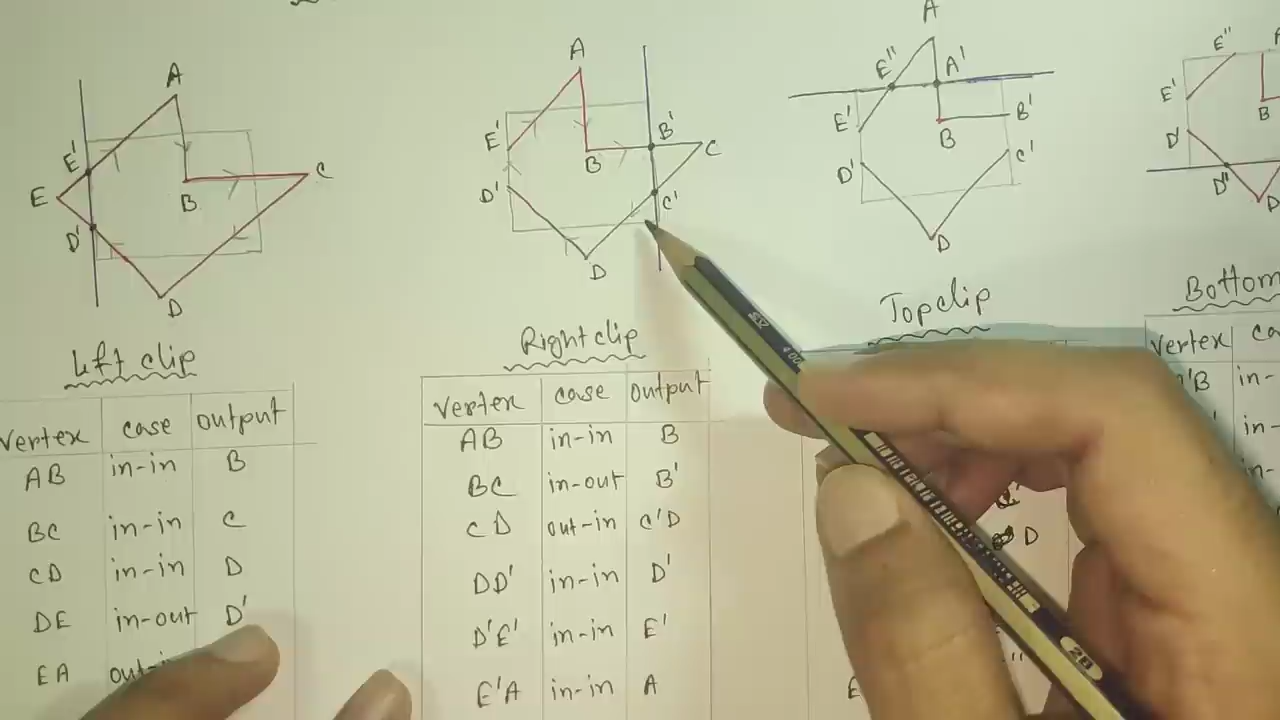 A
E'
E
B
C
D'
D
Left clip
Vertex case output
AB in-in B
BC in-in C
CD in-in D
DE in-out D'
EA
A
E'
B
B'
C
D'
C'
D
Right clip
Vertex case output
AB in-in B
BC in-out B'
CD out-in C'D
DD' in-in D'
D'E' in-in E'
E'A in-in A
A
E"
A'
E'
B
B'
D'
C'
D
Top clip
D
E"
E'
B
D'
D"
D
Bottom
Vertex
2B